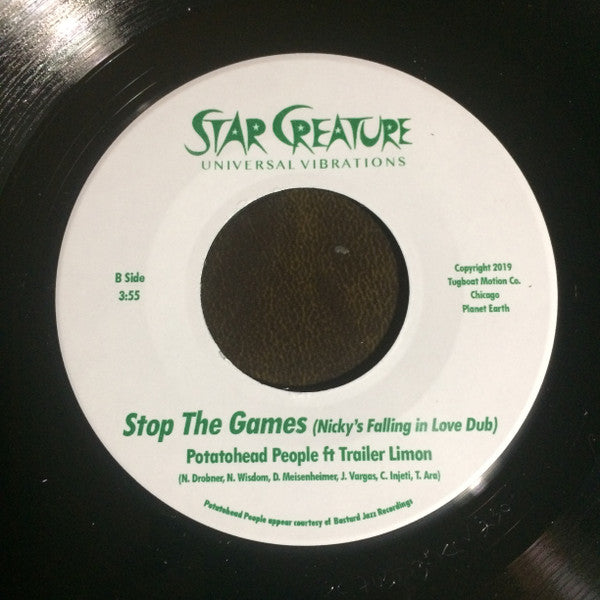 STAR CREATURE
UNIVERSAL VIBRATIONS
B Side
3:55
Copyright 2019
Tugboat Motion Co.
Chicago
Planet Earth
Stop The Games (Nicky's Falling in Love Dub)
Potatohead People ft Trailer Limon
(N. Drobner, N. Wisdom, D. Meisenheimer, J. Vargas, C. Injeti, T. Ara)
Potatohead People appear courtesy of Bastard Jazz Recordings